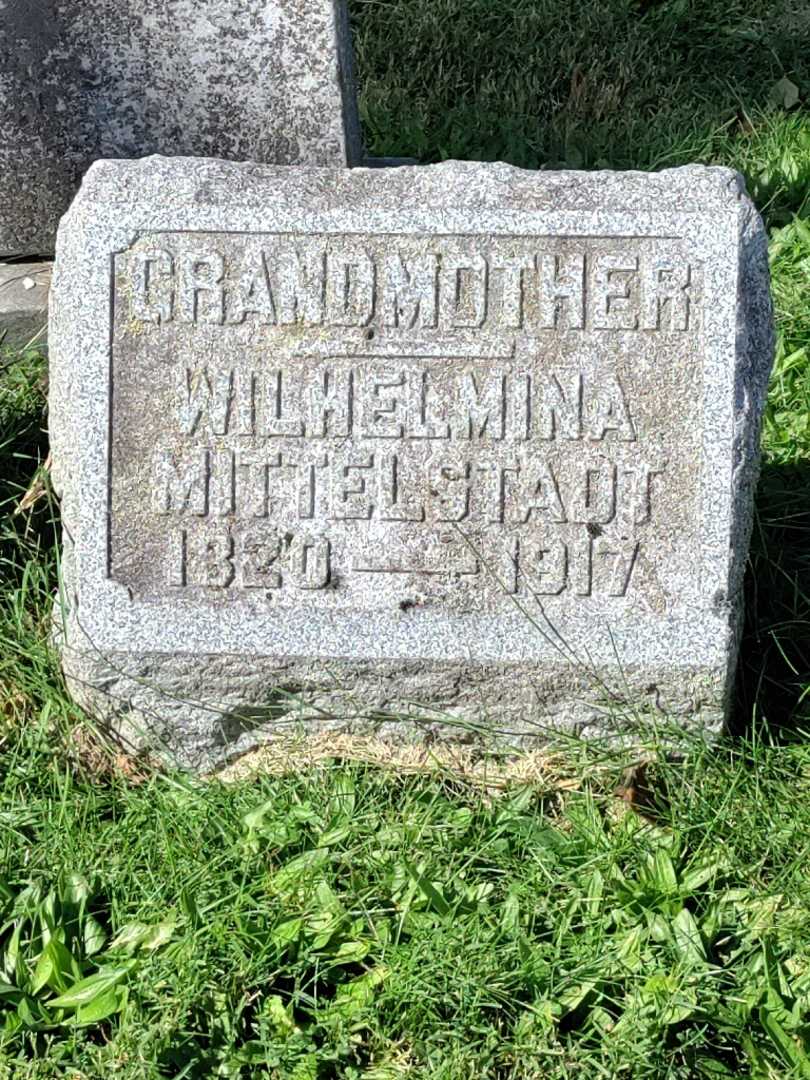 GRANDMOTHER
WILHELMINA
MITTELSTADT
1820 — 1917